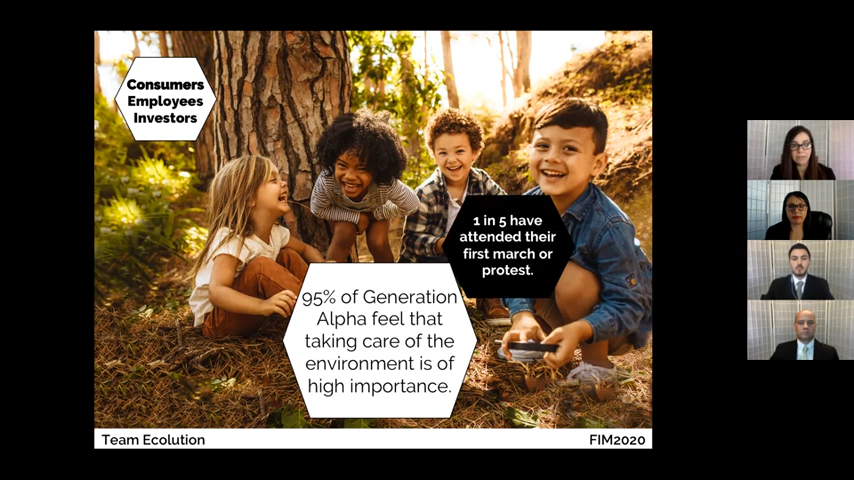 Consumers
Employees
Investors
1 in 5 have
attended their
first march or
protest.
95% of Generation
Alpha feel that
taking care of the
environment is of
high importance.
Team Ecolution
FIM2020